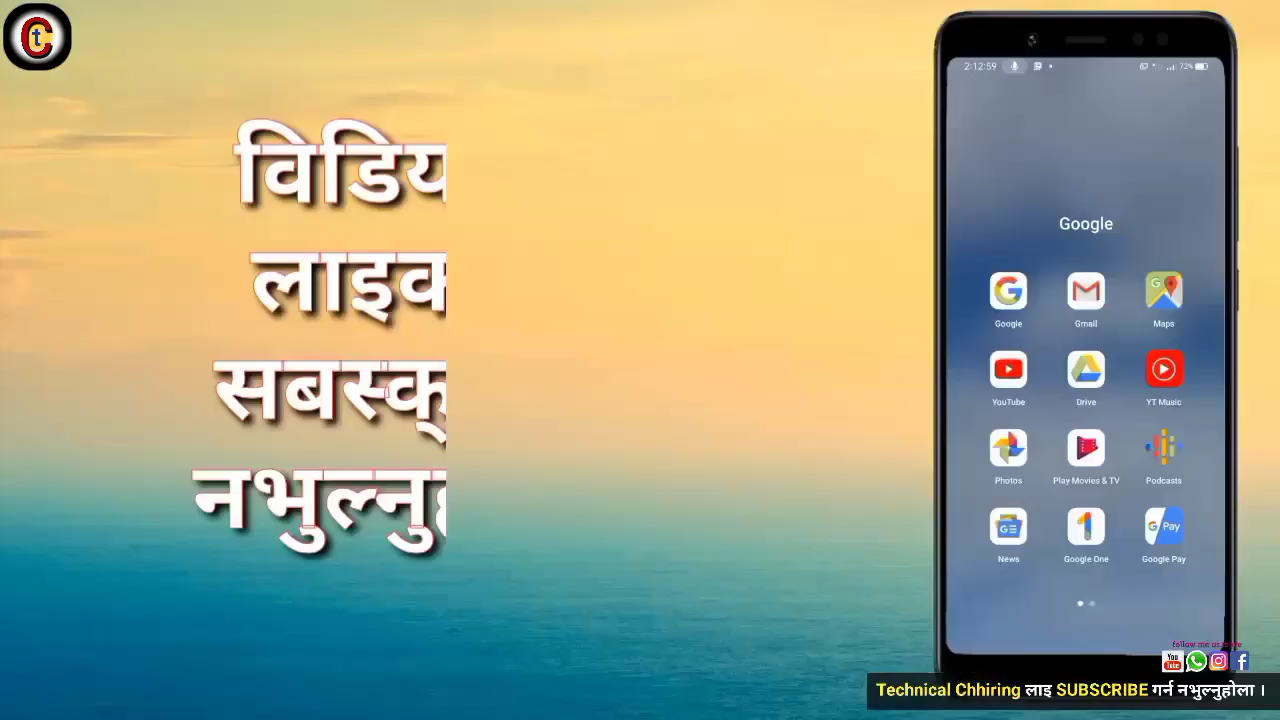 विडिय
लाइक
सबस्क्
नभुल्नुह
2:12:59
72%
Google
Google Gmail Maps
YouTube Drive YT Music
Photos Play Movies & TV Podcasts
News Google One Google Pay
Technical Chhiring लाइ SUBSCRIBE गर्न नभुल्नुहोला ।